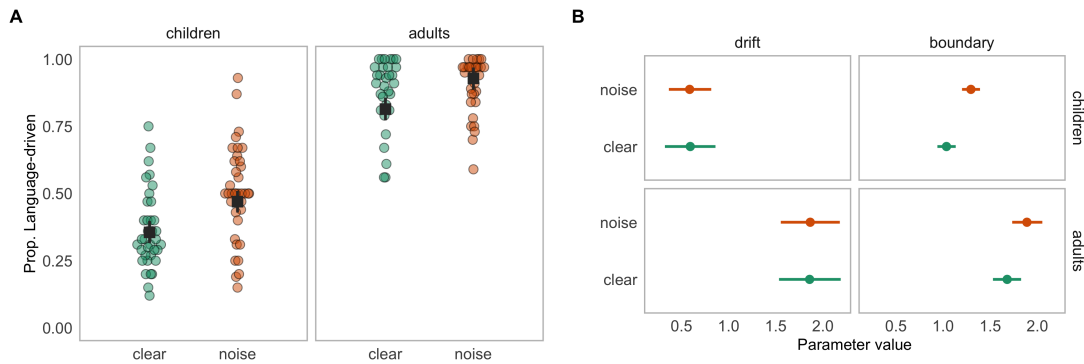 A
children
adults
Prop. Language-driven
1.00
0.75
0.50
0.25
0.00
clear
noise
clear
noise
B
drift
boundary
noise
clear
children
noise
clear
adults
0.5 1.0 1.5 2.0
0.5 1.0 1.5 2.0
Parameter value